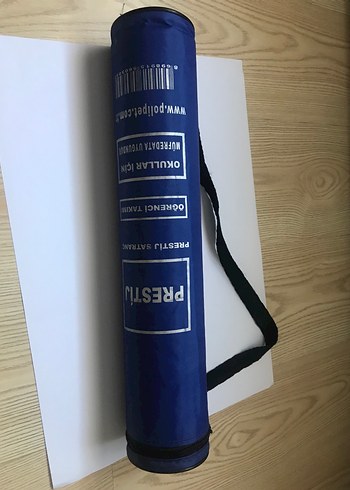 PRESTİJ
PRESTİJ SATRANÇ
ÖĞRENCİ TAKIMI
OKULLAR İÇİN
MÜFREDATA UYGUNDUR
www.polipet.com.tr